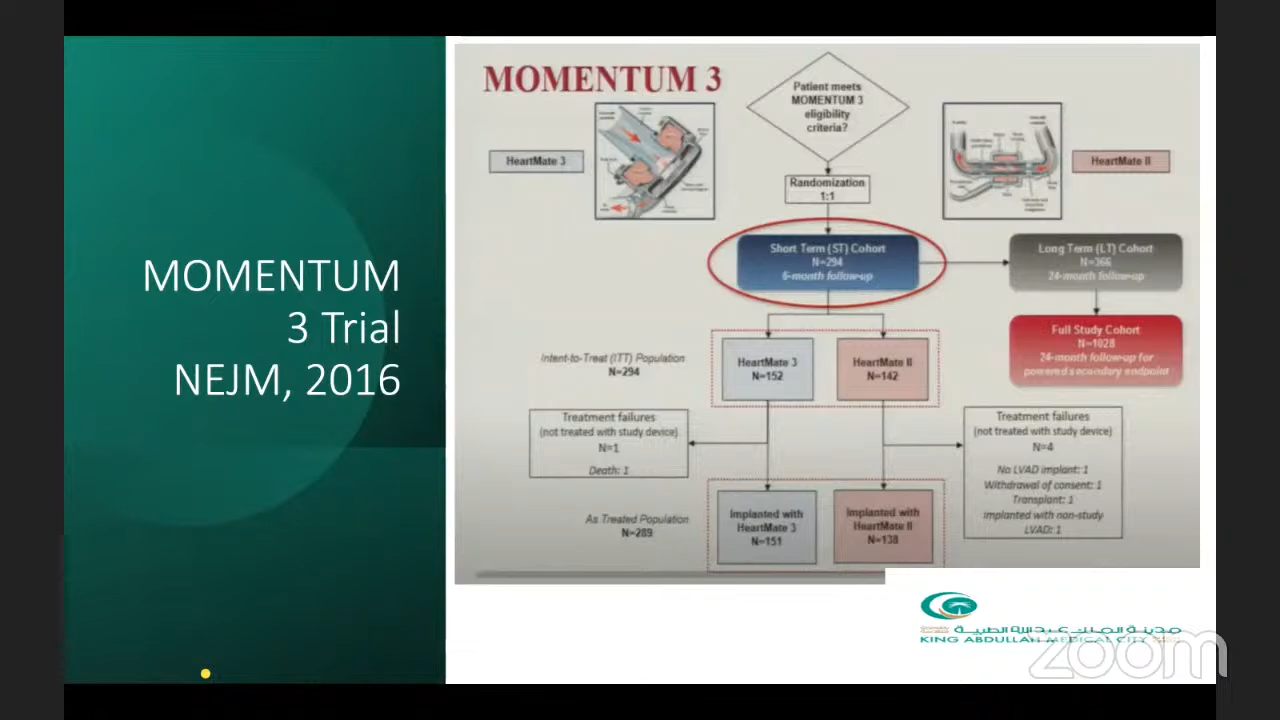 MOMENTUM
3 Trial
NEJM, 2016
MOMENTUM 3
Patient meets
MOMENTUM 3
eligibility
criteria?
HeartMate 3
HeartMate II
Randomization
1:1
Short Term (ST) Cohort
N=294
6-month follow-up
Long Term (LT) Cohort
N=366
24-month follow-up
Full Study Cohort
N=1028
24-month follow-up for
powered secondary endpoint
Intent-to-Treat (ITT) Population
N=294
HeartMate 3
N=152
HeartMate II
N=142
Treatment failures
(not treated with study device)
N=1
Death: 1
Treatment failures
(not treated with study device)
N=4
No LVAD implant: 1
Withdrawal of consent: 1
Transplant: 1
Implanted with non-study
LVAD: 1
As Treated Population
N=289
Implanted with
HeartMate 3
N=151
Implanted with
HeartMate II
N=138
مدينة الملك عبدالله الطبية
KING ABDULLAH MEDICAL CITY
zoom